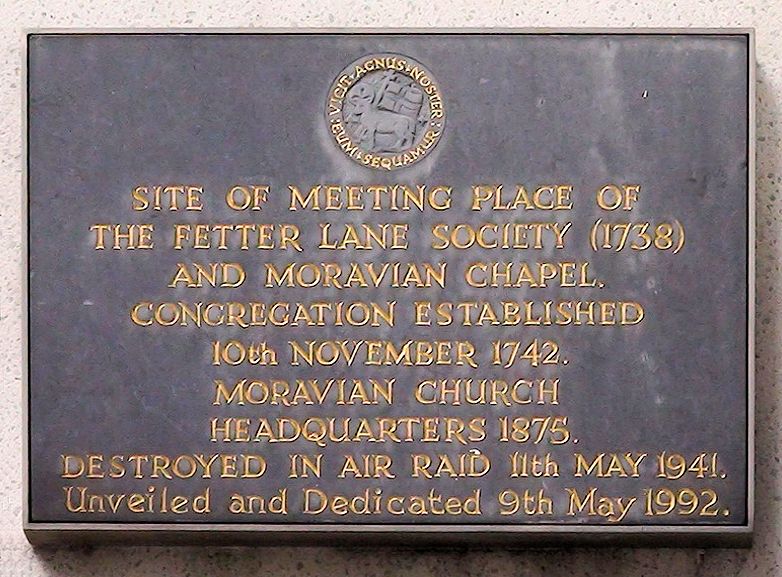 VICIT · AGNUS · NOSTER
EUM · SEQUAMUR
SITE OF MEETING PLACE OF
THE FETTER LANE SOCIETY (1738)
AND MORAVIAN CHAPEL.
CONGREGATION ESTABLISHED
10th NOVEMBER 1742.
MORAVIAN CHURCH
HEADQUARTERS 1875.
DESTROYED IN AIR RAID 11th MAY 1941.
Unveiled and Dedicated 9th May 1992.